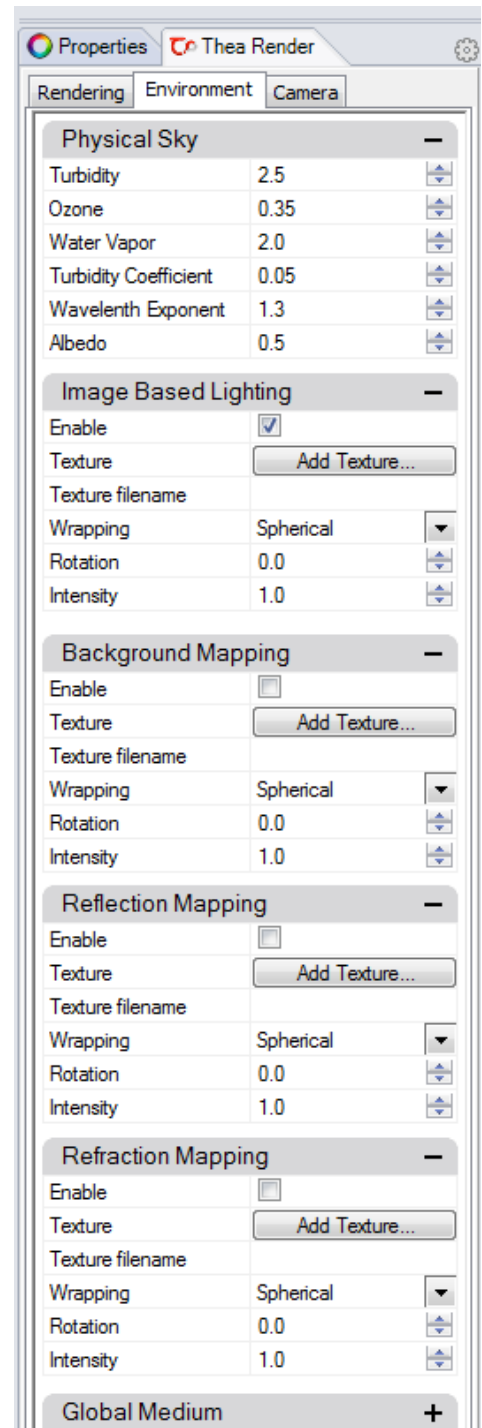 Properties Thea Render
Rendering Environment Camera
Physical Sky
Turbidity 2.5
Ozone 0.35
Water Vapor 2.0
Turbidity Coefficient 0.05
Wavelenth Exponent 1.3
Albedo 0.5
Image Based Lighting
Enable
Texture Add Texture...
Texture filename
Wrapping Spherical
Rotation 0.0
Intensity 1.0
Background Mapping
Enable
Texture Add Texture...
Texture filename
Wrapping Spherical
Rotation 0.0
Intensity 1.0
Reflection Mapping
Enable
Texture Add Texture...
Texture filename
Wrapping Spherical
Rotation 0.0
Intensity 1.0
Refraction Mapping
Enable
Texture Add Texture...
Texture filename
Wrapping Spherical
Rotation 0.0
Intensity 1.0
Global Medium